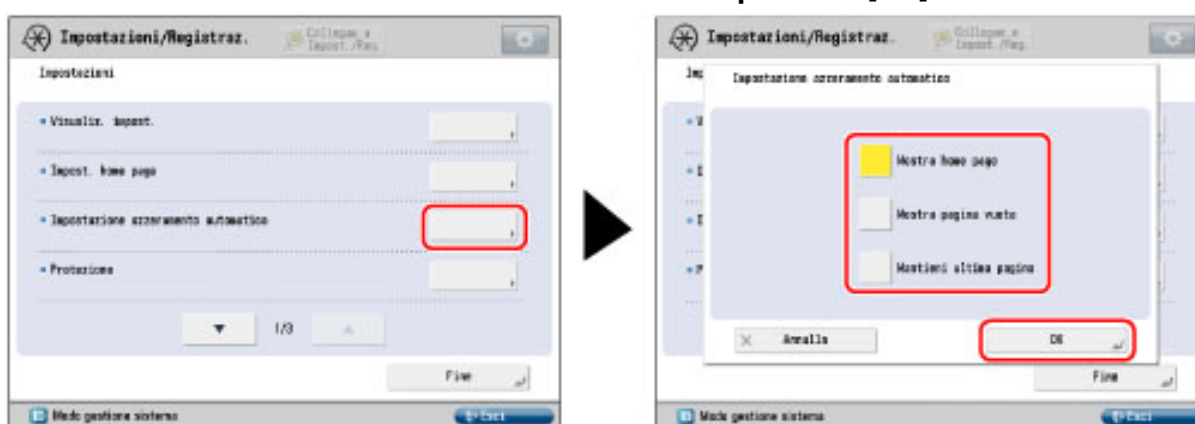 Impostazioni/Registraz.
Collegam. a
Impost./Reg.
Impostazioni
Visualiz. impost.
Impost. home page
Impostazione azzeramento automatico
Protezione
1/3
Fine
Modo gestione sistema
Esci
Impostazioni/Registraz.
Collegam. a
Impost./Reg.
Impostazione azzeramento automatico
Mostra home page
Mostra pagina vuota
Mantieni ultima pagina
Annulla
OK
Fine
Modo gestione sistema
Esci